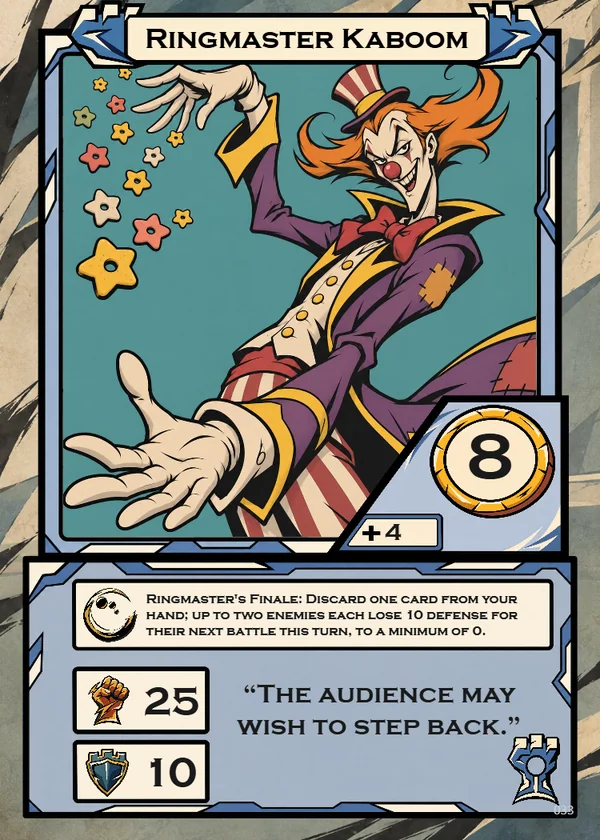 Ringmaster Kaboom
8
+4
Ringmaster's Finale: Discard one card from your
hand; up to two enemies each lose 10 defense for
their next battle this turn, to a minimum of 0.
25
“The audience may
wish to step back.”
10
033